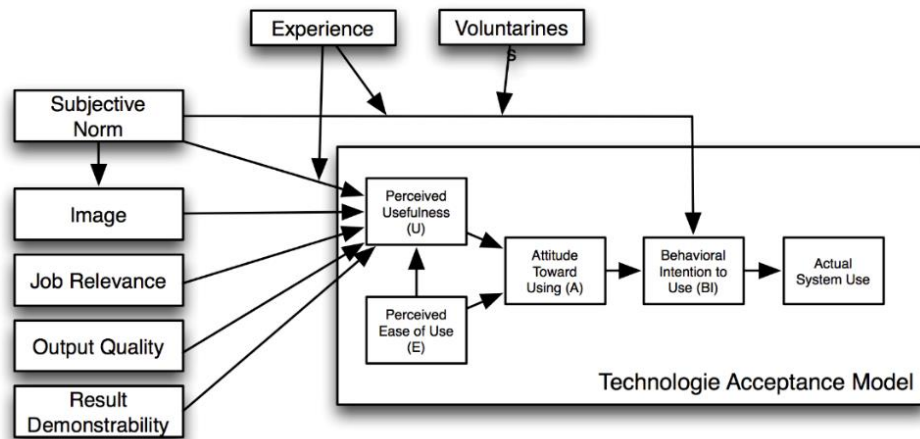 Experience
Voluntarines
s
Subjective
Norm
Image
Job Relevance
Output Quality
Result
Demonstrability
Perceived
Usefulness
(U)
Perceived
Ease of Use
(E)
Attitude
Toward
Using (A)
Behavioral
Intention to
Use (BI)
Actual
System Use
Technologie Acceptance Model